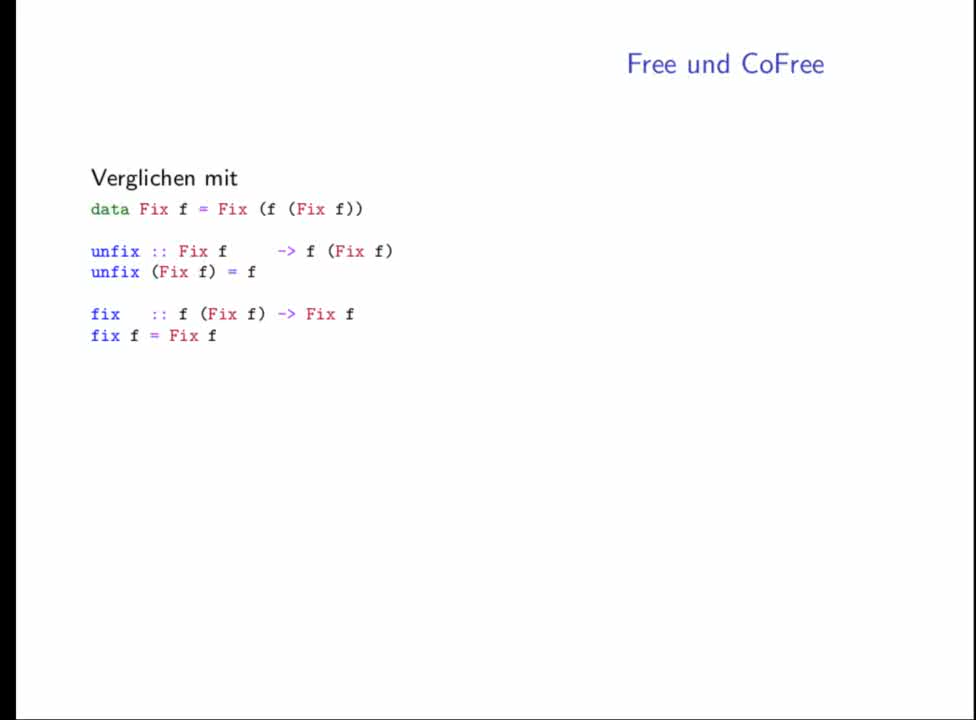 Free und CoFree
Verglichen mit
data Fix f = Fix (f (Fix f))
unfix :: Fix f     -> f (Fix f)
unfix (Fix f) = f
fix   :: f (Fix f) -> Fix f
fix f = Fix f